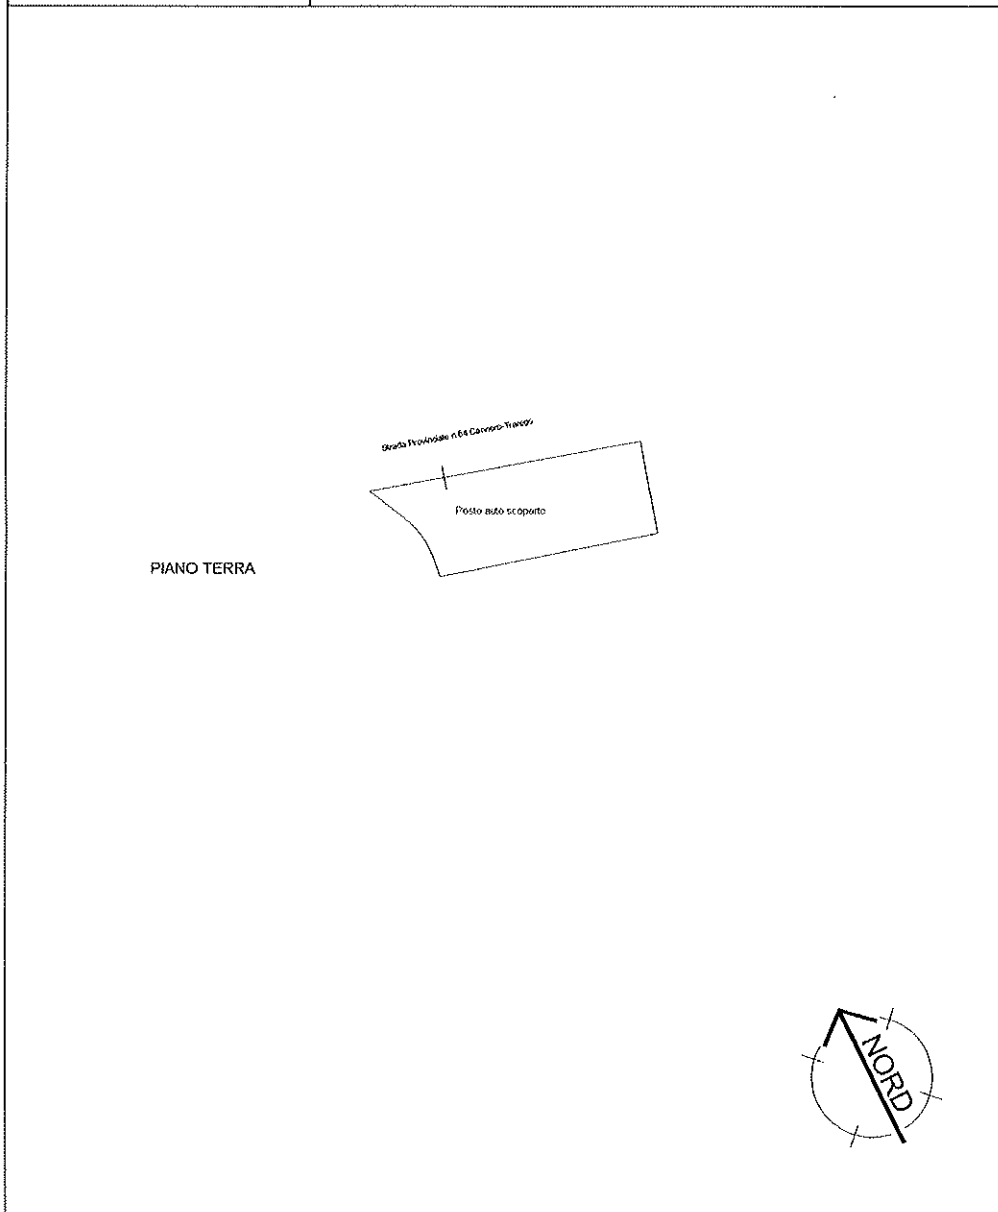 Strada Provinciale n.64 Cannero-Trarego
Posto auto scoperto
PIANO TERRA
NORD